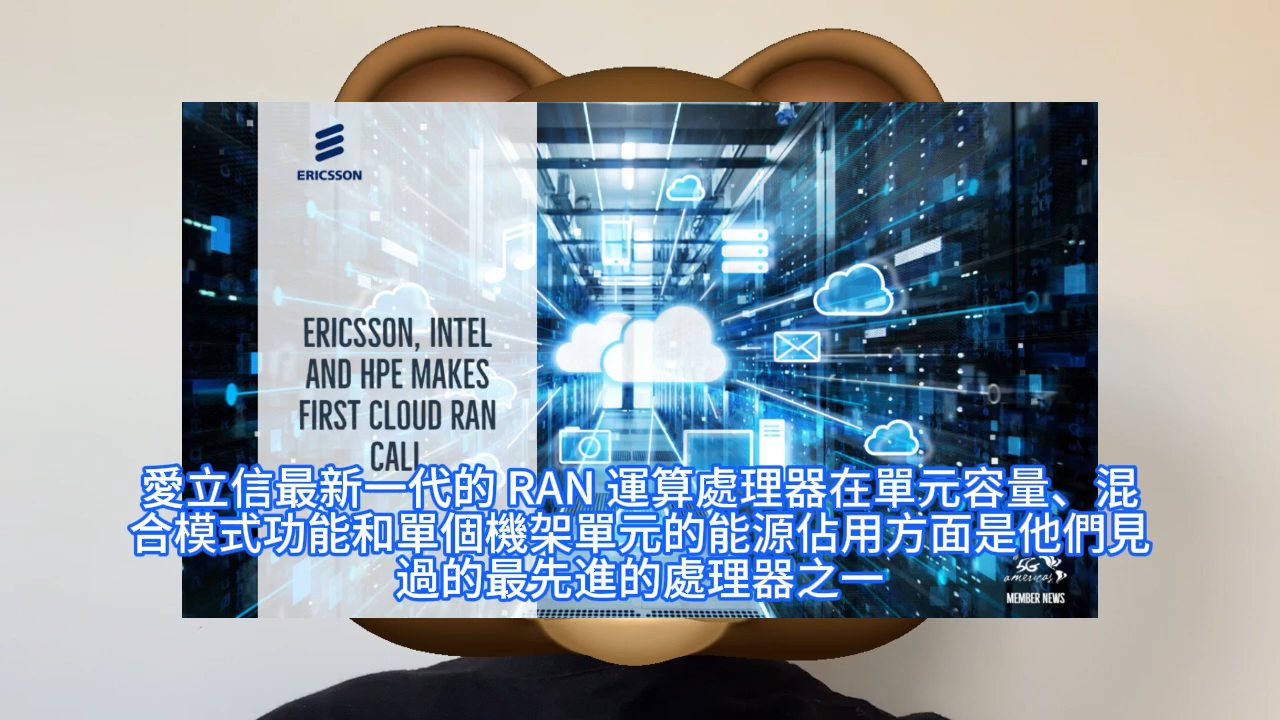 ERICSSON
ERICSSON, INTEL
AND HPE MAKES
FIRST CLOUD RAN
CALL
愛立信最新一代的 RAN 運算處理器在單元容量、混
合模式功能和單個機架單元的能源佔用方面是他們見
過的最先進的處理器之一
5G
americas
MEMBER NEWS